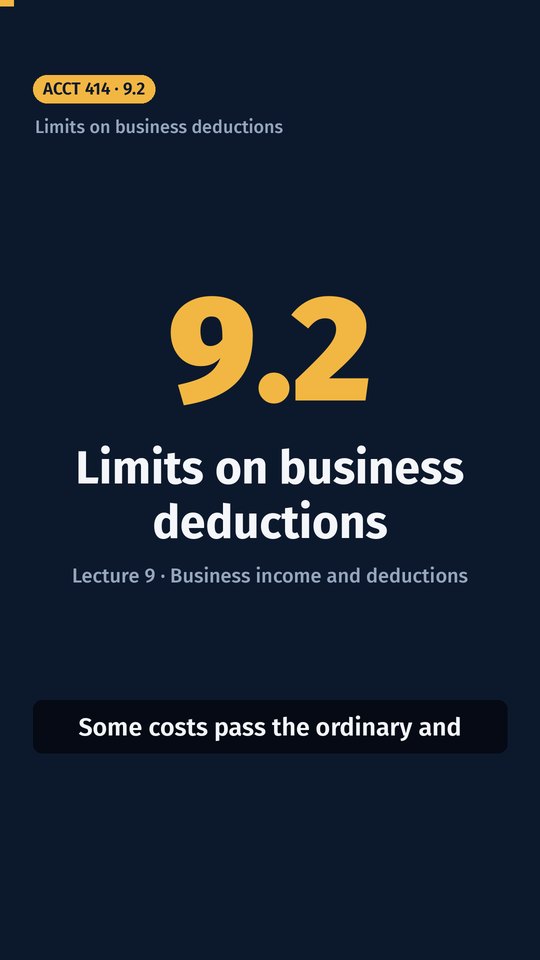 ACCT 414 · 9.2
Limits on business deductions
9.2
Limits on business
deductions
Lecture 9 · Business income and deductions
Some costs pass the ordinary and